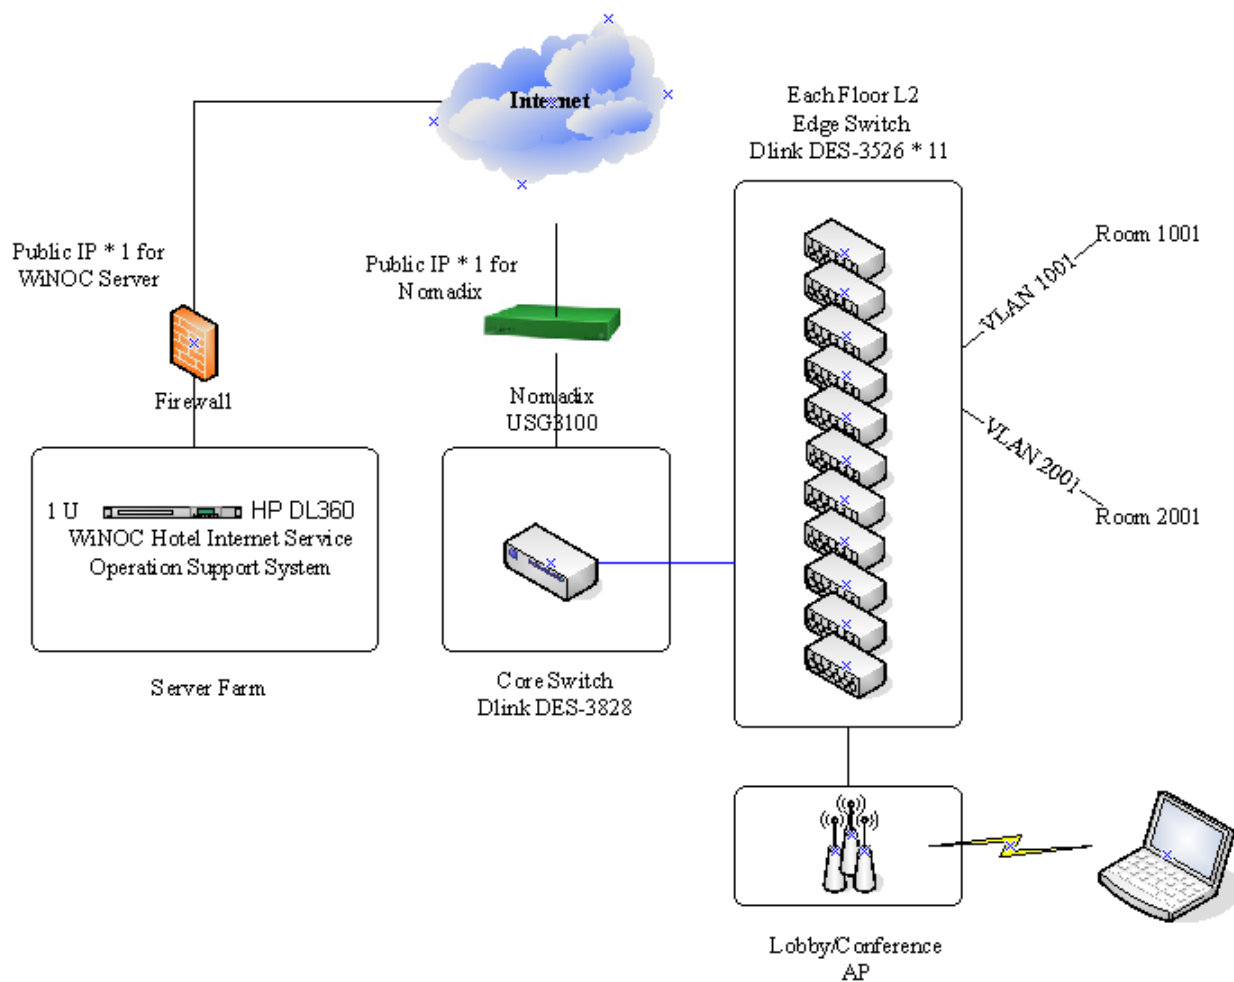 Internet
Each Floor L2
Edge Switch
Dlink DES-3526 * 11
Public IP * 1 for
WiNOC Server
Public IP * 1 for
Nomadix
Room 1001
VLAN 1001
VLAN 2001
Room 2001
Firewall
Nomadix
USG3100
1 U HP DL360
WiNOC Hotel Internet Service
Operation Support System
Server Farm
Core Switch
Dlink DES-3828
Lobby/Conference
AP